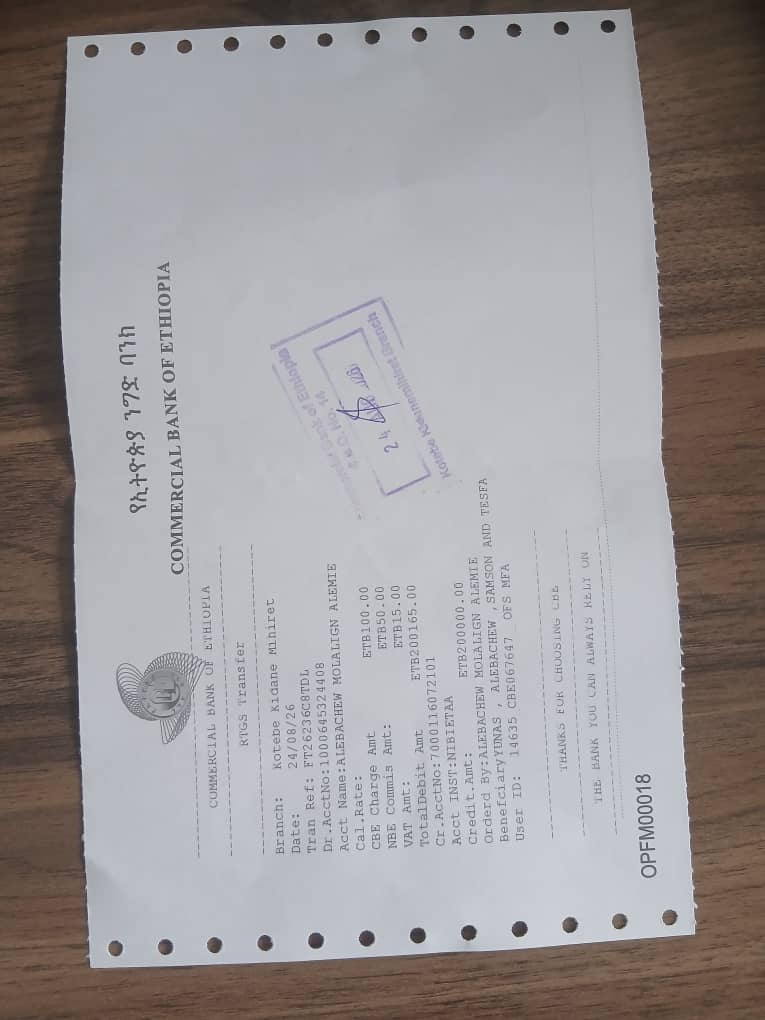 የኢትዮጵያ ንግድ ባንክ
COMMERCIAL BANK OF ETHIOPIA
COMMERCIAL BANK OF ETHIOPIA
RTGS Transfer
Branch: Kotebe Kidane Mihiret
Date: 24/08/26
Tran Ref: FT26236C8TDL
Dr.AcctNo:1000645324408
Acct Name:ALEBACHEW MOLALIGN ALEMIE
Cal.Rate:
CBE Charge Amt ETB100.00
NBE Commis Amt: ETB50.00
VAT Amt: ETB15.00
TotalDebit Amt ETB200165.00
Cr.AcctNo:7000116072101
Acct INST:NIBIETAA
Credit.Amt: ETB200000.00
Orderd By:ALEBACHEW MOLALIGN ALEMIE
BenefciaryYUNAS , ALEBACHEW ,SAMSON AND TESFA
User ID: 14635 CBE067647 OFS MFA
THANKS FOR CHOOSING CBE
THE BANK YOU CAN ALWAYS RELY ON
OPFM00018
Commercial Bank of Ethiopia
No. 14
24
Kotebe Kidanemihiret Branch